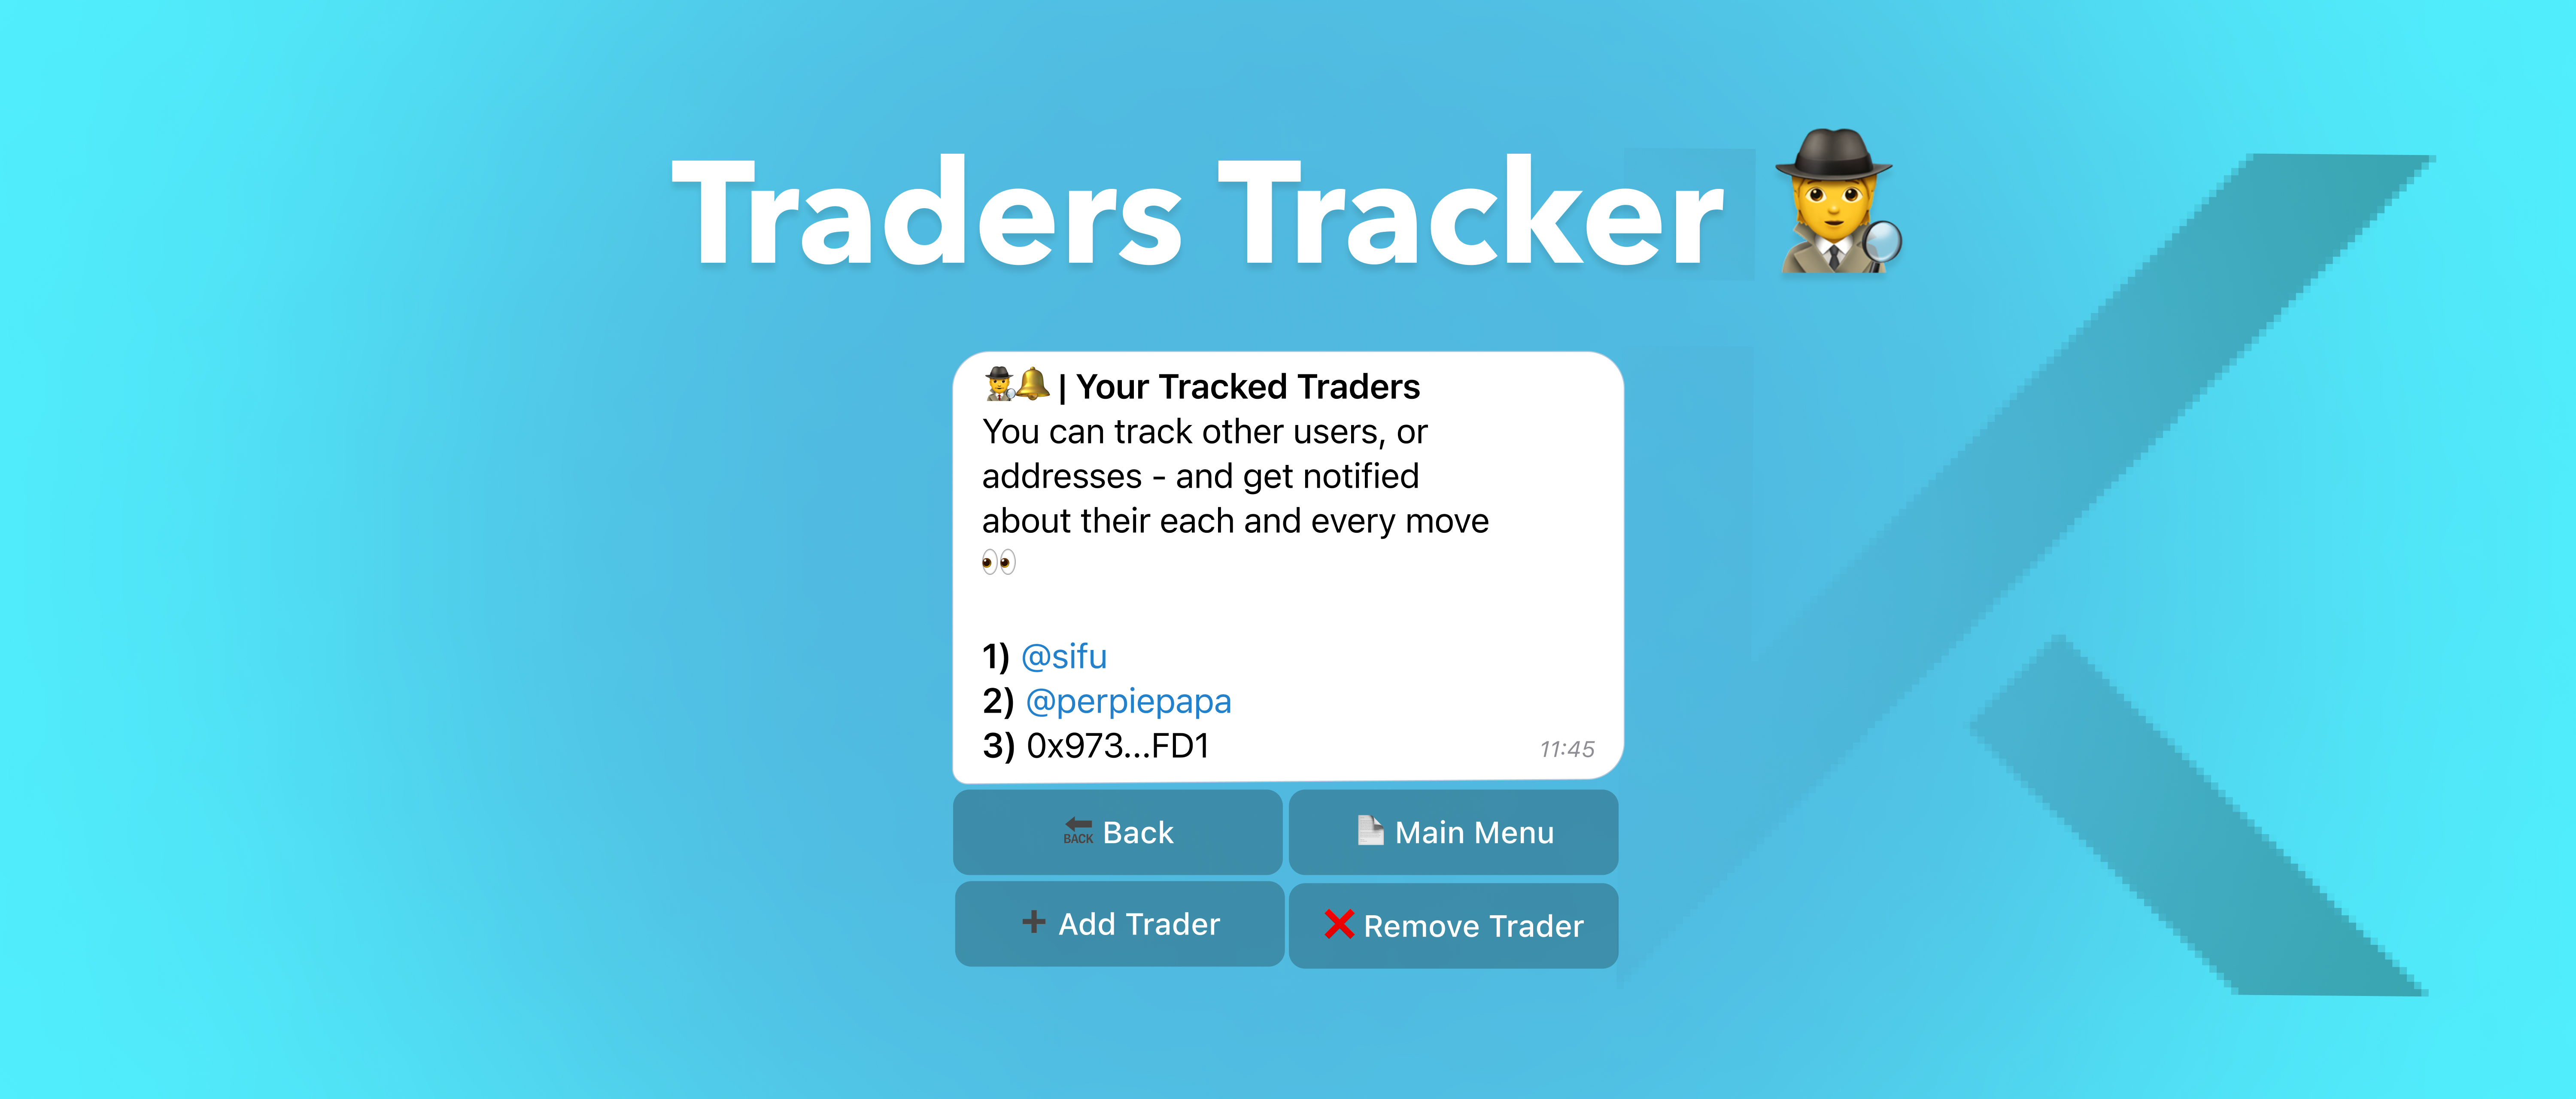 Traders Tracker
| Your Tracked Traders
You can track other users, or
addresses - and get notified
about their each and every move
1) @sifu
2) @perpiepapa
3) 0x973...FD1
11:45
BACK Back
Main Menu
Add Trader
Remove Trader